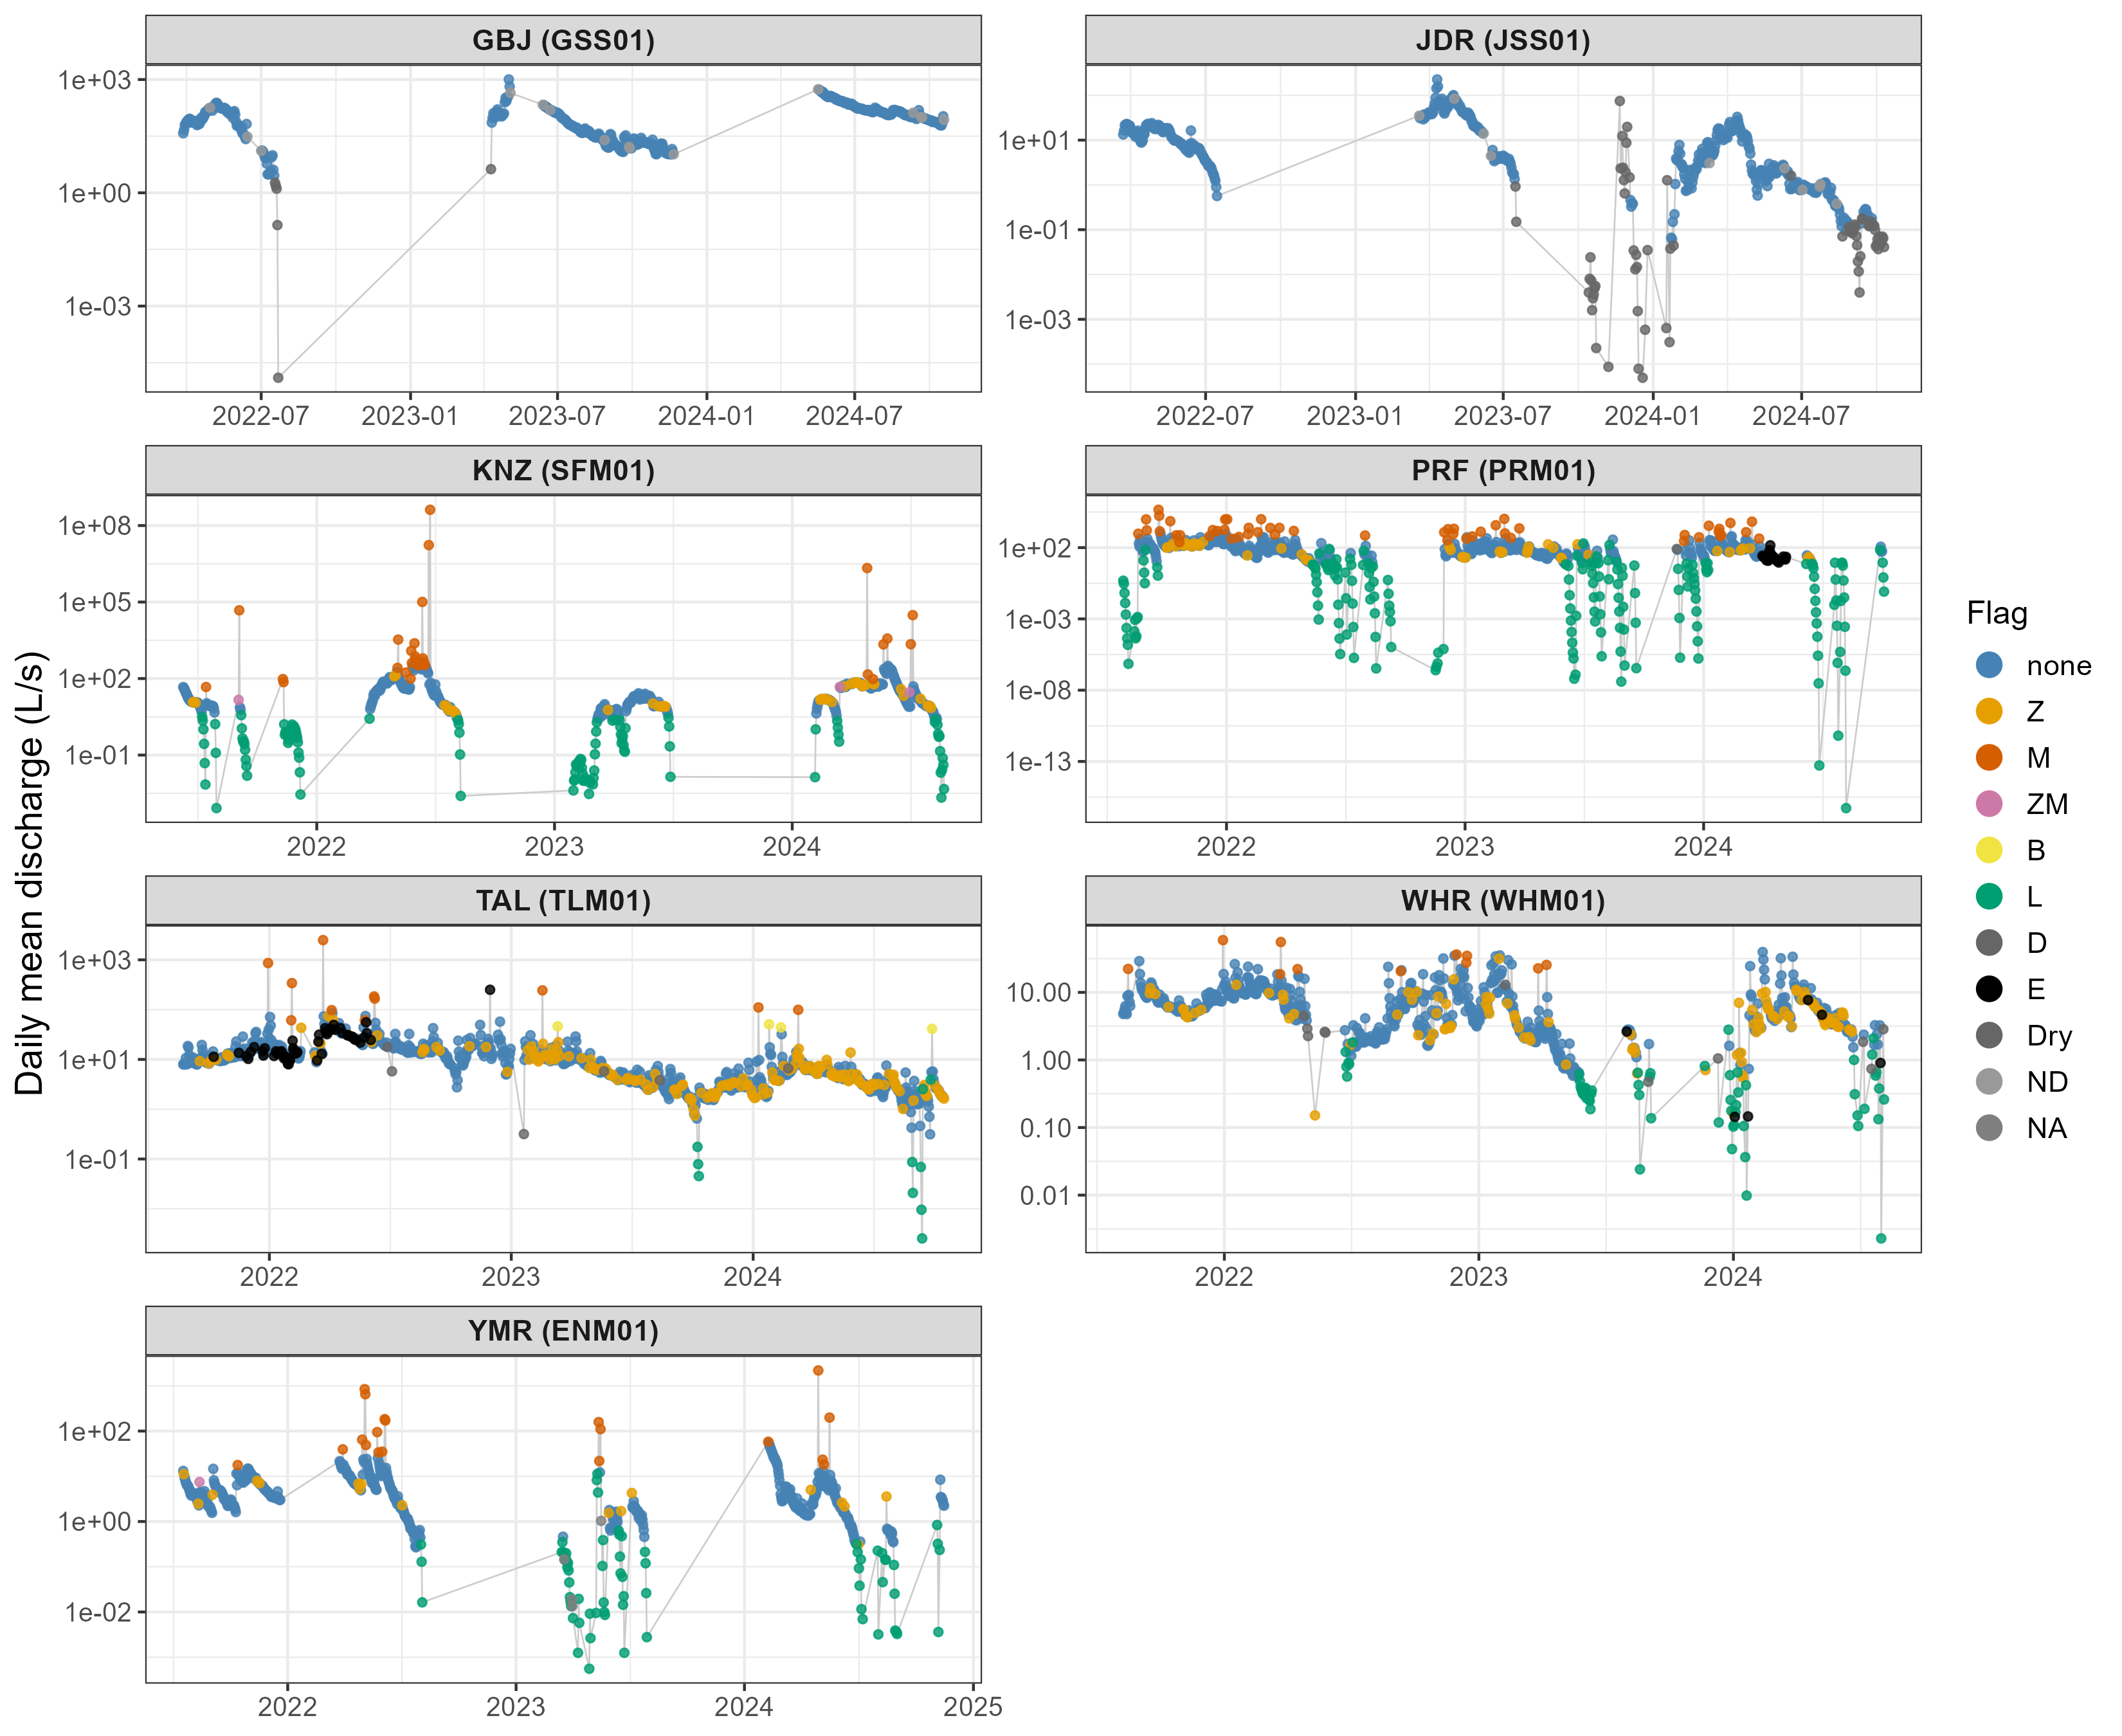 GBJ (GSS01)
JDR (JSS01)
1e+03
1e+00
1e-03
1e+01
1e-01
1e-03
2022-07
2023-01
2023-07
2024-01
2024-07
2022-07
2023-01
2023-07
2024-01
2024-07
KNZ (SFM01)
PRF (PRM01)
1e+08
1e+05
1e+02
1e-01
1e+02
1e-03
1e-08
1e-13
2022
2023
2024
2022
2023
2024
Daily mean discharge (L/s)
TAL (TLM01)
WHR (WHM01)
1e+03
1e+01
1e-01
10.00
1.00
0.10
0.01
2022
2023
2024
2022
2023
2024
YMR (ENM01)
1e+02
1e+00
1e-02
2022
2023
2024
2025
Flag
none
Z
M
ZM
B
L
D
E
Dry
ND
NA